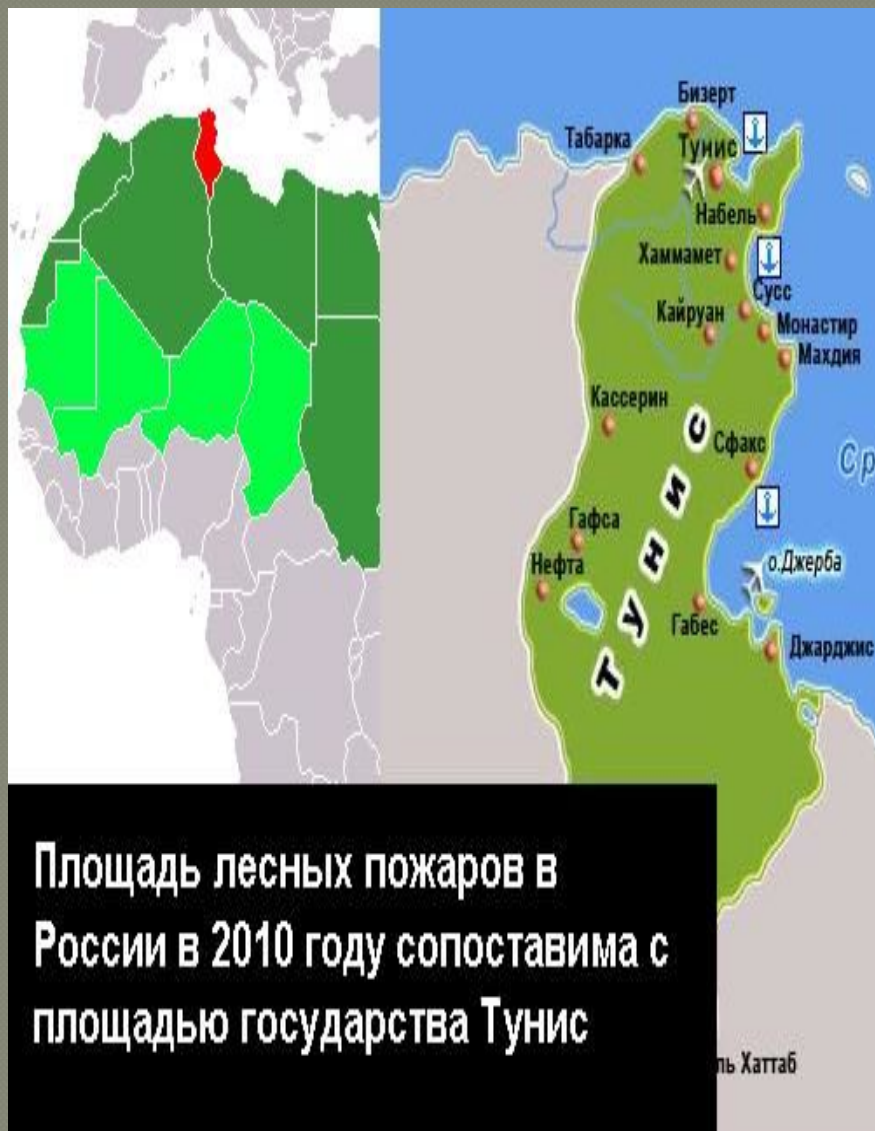 Бизерт
Табарка
Тунис
Набель
Хаммамет
Сусс
Кайруан
Монастир
Махдия
Кассерин
Сфакс
Ср
Тунис
Гафса
Нефта
о.Джерба
Габес
Джарджис
Площадь лесных пожаров в
России в 2010 году сопоставима с
площадью государства Тунис
ль Хаттаб